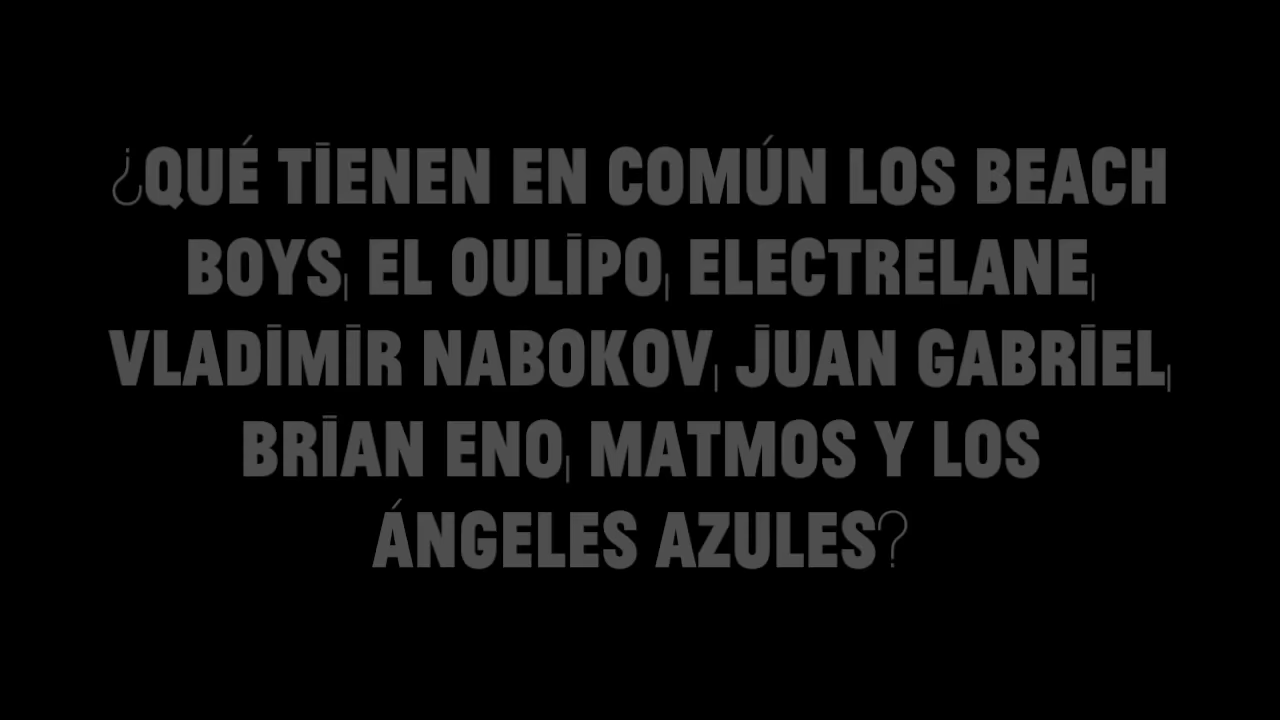 ¿QUÉ TIENEN EN COMÚN LOS BEACH
BOYS, EL OULIPO, ELECTRELANE,
VLADIMIR NABOKOV, JUAN GABRIEL,
BRIAN ENO, MATMOS Y LOS
ÁNGELES AZULES?